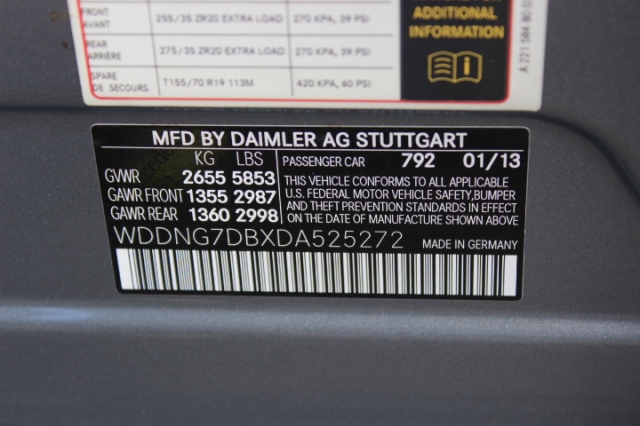 FRONT
AVANT
255/35 ZR20 EXTRA LOAD
270 KPA, 39 PSI
REAR
ARRIÈRE
275/35 ZR20 EXTRA LOAD
270 KPA, 39 PSI
SPARE
DE SECOURS
T155/70 R19 113M
420 KPA, 60 PSI
ADDITIONAL
INFORMATION
A 221 584
MFD BY DAIMLER AG STUTTGART
KG LBS
PASSENGER CAR 792 01/13
GVWR 2655 5853
GAWR FRONT 1355 2987
GAWR REAR 1360 2998
THIS VEHICLE CONFORMS TO ALL APPLICABLE
U.S. FEDERAL MOTOR VEHICLE SAFETY,BUMPER
AND THEFT PREVENTION STANDARDS IN EFFECT
ON THE DATE OF MANUFACTURE SHOWN ABOVE
WDDNG7DBXDA525272
MADE IN GERMANY